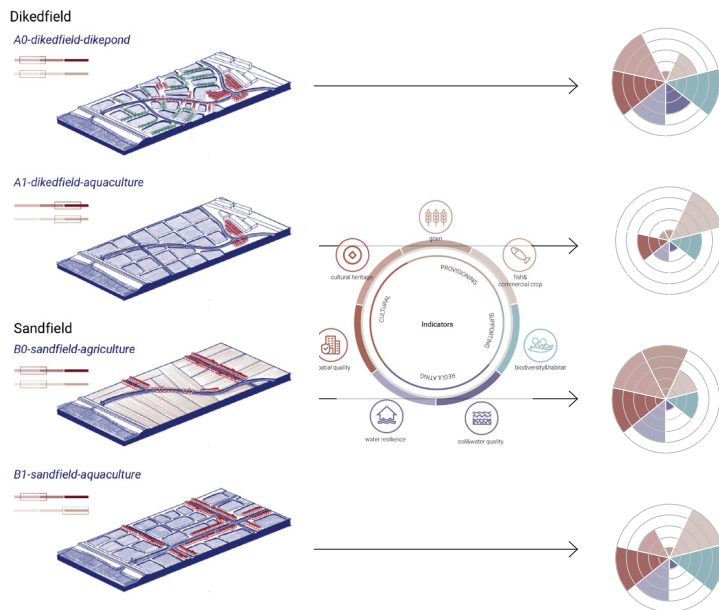 Dikedfield
A0-dikedfield-dikepond
A1-dikedfield-aquaculture
grain
cultural heritage
fish&
commercial crop
PROVISIONING
CULTURAL
SUPPORTING
Indicators
REGULATING
patial quality
biodiversity&habitat
water resilience
soil&water quality
Sandfield
B0-sandfield-agriculture
B1-sandfield-aquaculture